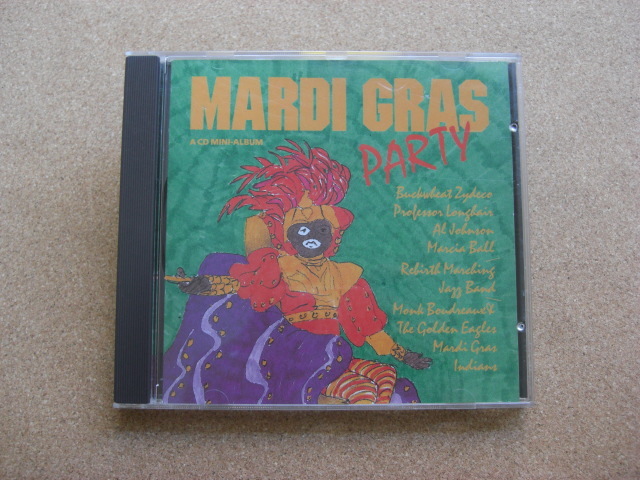 MARDI GRAS
PARTY
A CD MINI-ALBUM
Buckwheat Zydeco
Professor Longhair
Al Johnson
Marcia Ball
Rebirth Marching
Jazz Band
Monk Boudreaux &
The Golden Eagles
Mardi Gras
Indians